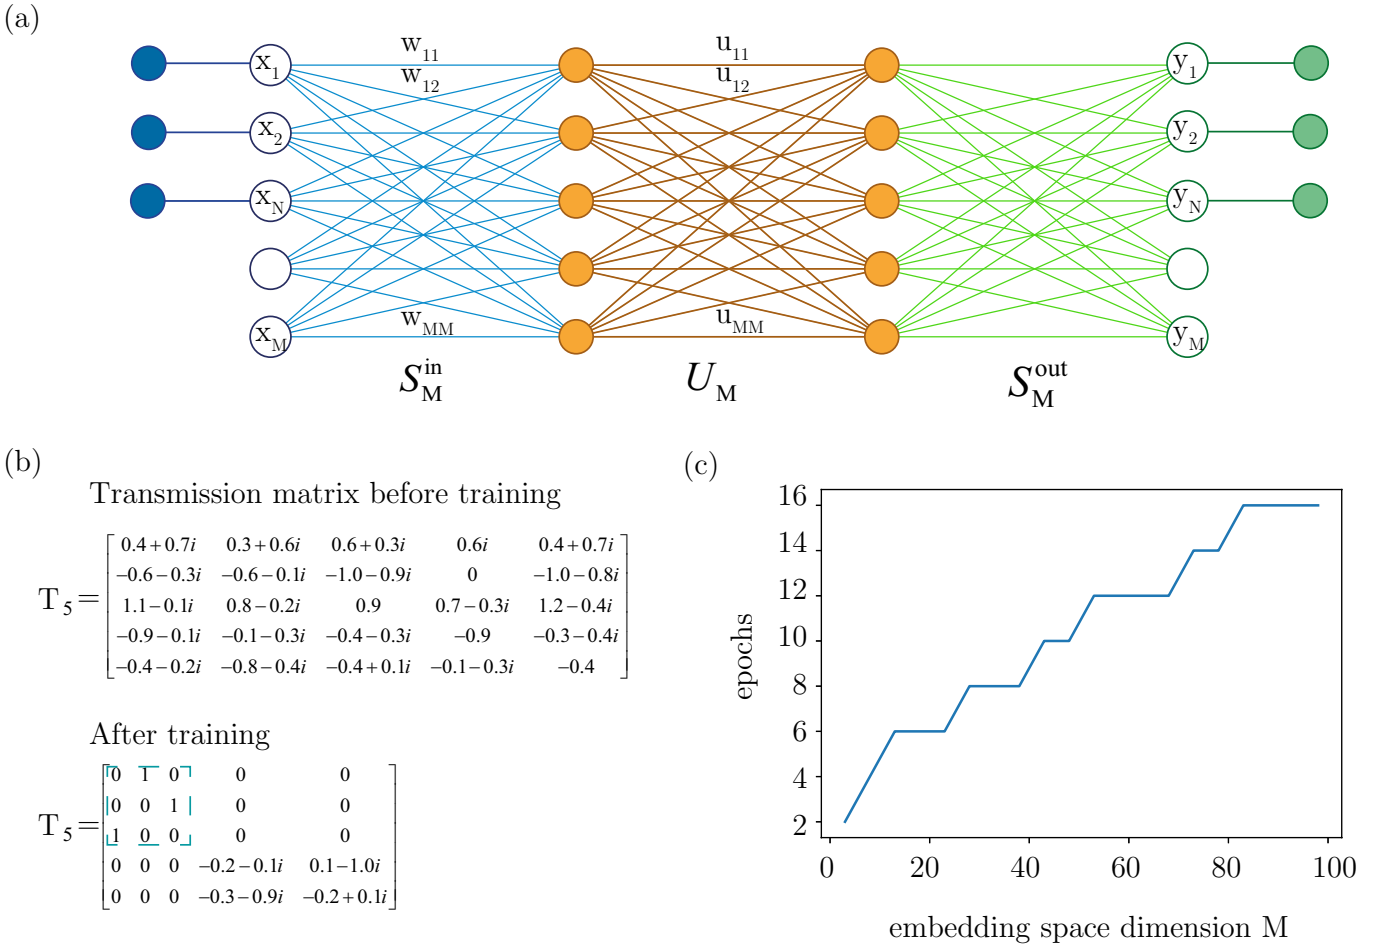 (a)
w11 u11
x1 y1
w12 u12
x2 y2
xN yN
wMM uMM
xM yM
S_M^in U_M S_M^out
(b)
Transmission matrix before training
0.4+0.7i 0.3+0.6i 0.6+0.3i 0.6i 0.4+0.7i
−0.6−0.3i −0.6−0.1i −1.0−0.9i 0 −1.0−0.8i
T5= 1.1−0.1i 0.8−0.2i 0.9 0.7−0.3i 1.2−0.4i
−0.9−0.1i −0.1−0.3i −0.4−0.3i −0.9 −0.3−0.4i
−0.4−0.2i −0.8−0.4i −0.4+0.1i −0.1−0.3i −0.4
After training
0 1 0 0 0
0 0 1 0 0
T5= 1 0 0 0 0
0 0 0 −0.2−0.1i 0.1−1.0i
0 0 0 −0.3−0.9i −0.2+0.1i
(c)
16
14
12
10
8
6
4
2
epochs
0 20 40 60 80 100
embedding space dimension M